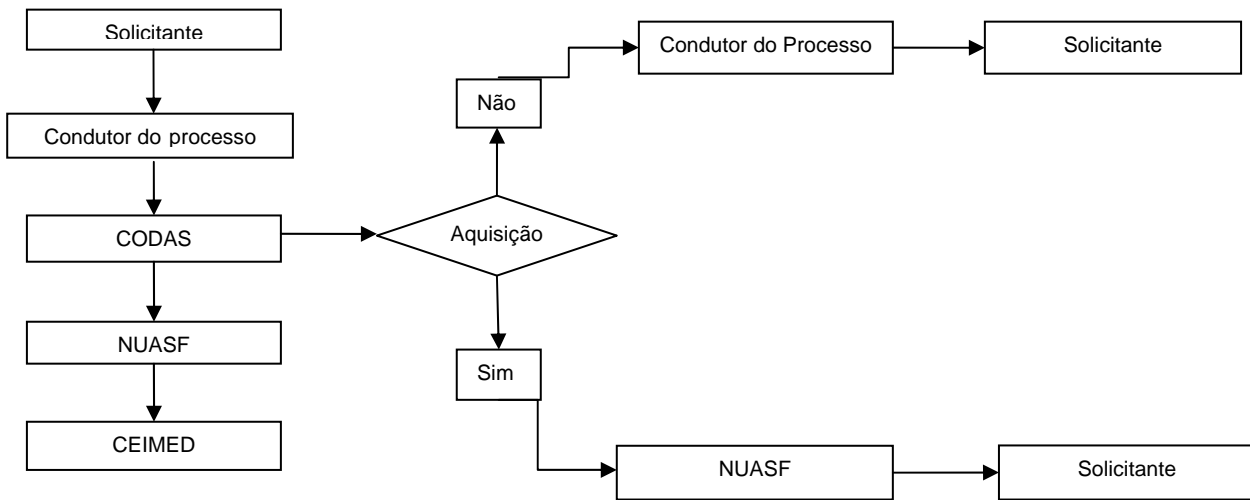 Solicitante
Condutor do processo
CODAS
NUASF
CEIMED
Aquisição
Não
Condutor do Processo
Solicitante
Sim
NUASF
Solicitante